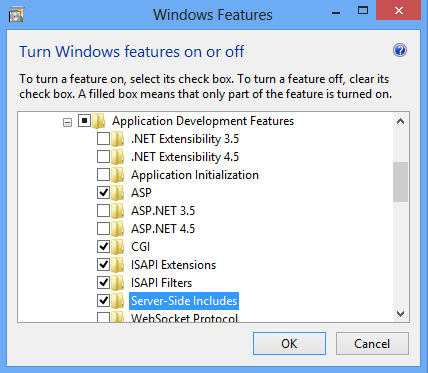 Windows Features
Turn Windows features on or off
To turn a feature on, select its check box. To turn a feature off, clear its
check box. A filled box means that only part of the feature is turned on.
Application Development Features
.NET Extensibility 3.5
.NET Extensibility 4.5
Application Initialization
ASP
ASP.NET 3.5
ASP.NET 4.5
CGI
ISAPI Extensions
ISAPI Filters
Server-Side Includes
WebSocket Protocol
OK
Cancel